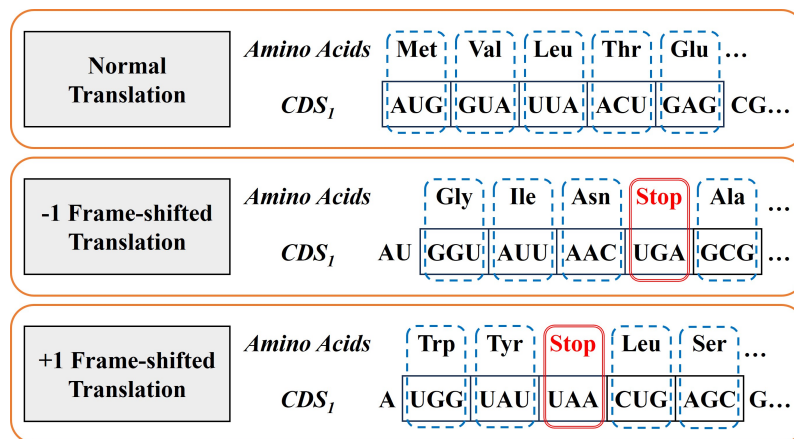 Normal Translation
Amino Acids Met Val Leu Thr Glu ...
CDS1 AUG GUA UUA ACU GAG CG...
-1 Frame-shifted Translation
Amino Acids Gly Ile Asn Stop Ala ...
CDS1 AU GGU AUU AAC UGA GCG ...
+1 Frame-shifted Translation
Amino Acids Trp Tyr Stop Leu Ser ...
CDS1 A UGG UAU UAA CUG AGC G...